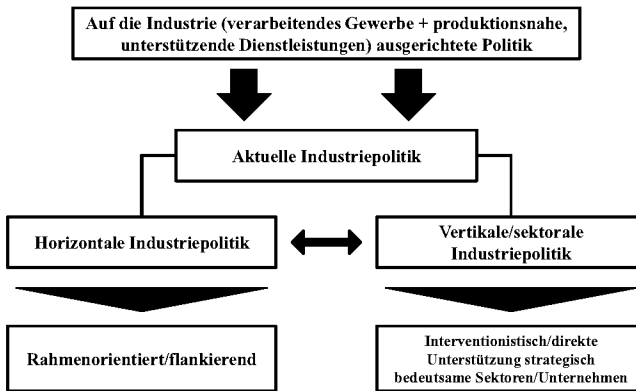 Auf die Industrie (verarbeitendes Gewerbe + produktionsnahe,
unterstützende Dienstleistungen) ausgerichtete Politik
Aktuelle Industriepolitik
Horizontale Industriepolitik
Vertikale/sektorale
Industriepolitik
Rahmenorientiert/flankierend
Interventionistisch/direkte
Unterstützung strategisch
bedeutsame Sektoren/Unternehmen